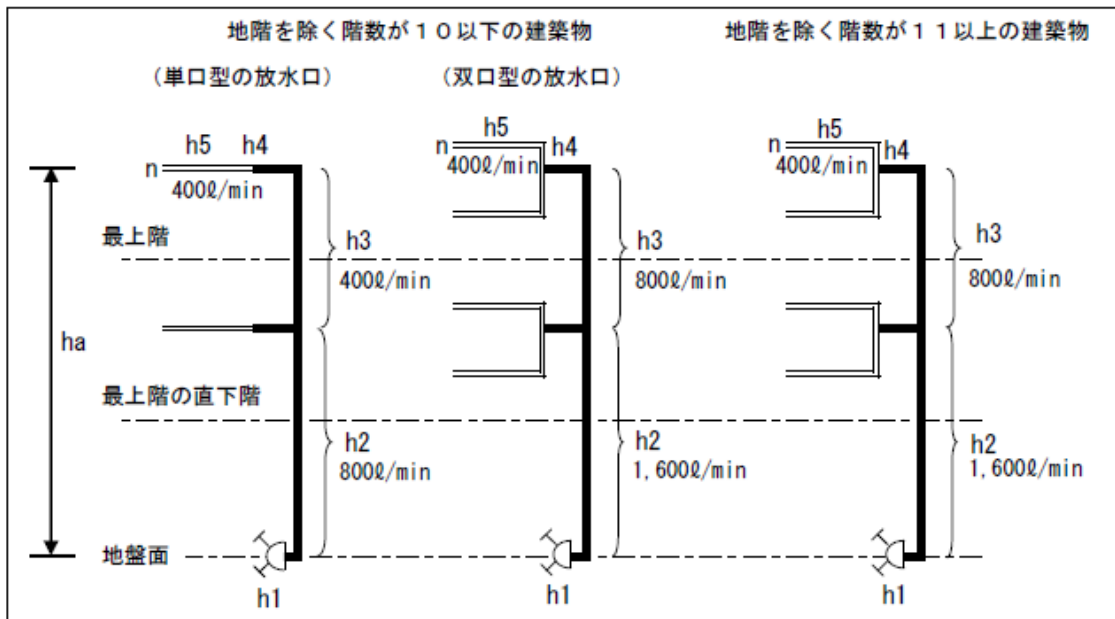 地階を除く階数が１０以下の建築物
地階を除く階数が１１以上の建築物
（単口型の放水口）
（双口型の放水口）
h5 h4
n
400ℓ/min
h5
n h4
400ℓ/min
h5
n h4
400ℓ/min
最上階
h3
400ℓ/min
h3
800ℓ/min
h3
800ℓ/min
ha
最上階の直下階
h2
800ℓ/min
h2
1,600ℓ/min
h2
1,600ℓ/min
地盤面
h1
h1
h1